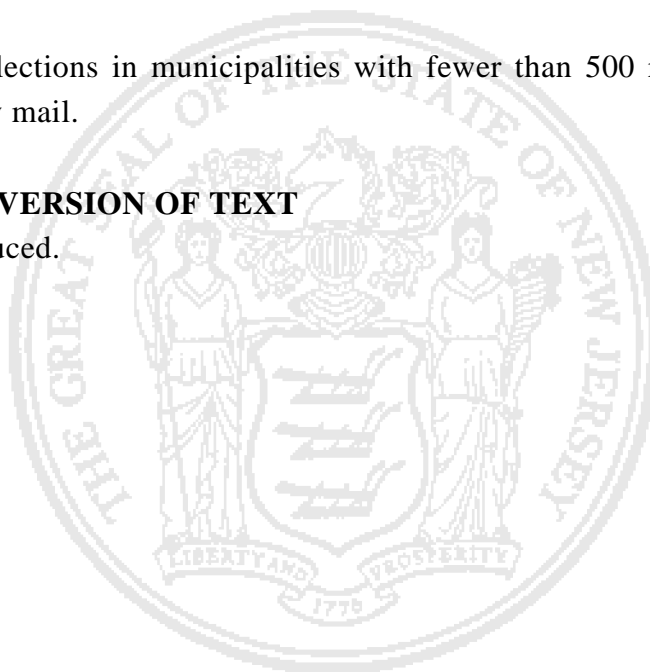 lections in municipalities with fewer than 500
mail.
VERSION OF TEXT
uced.
THE GREAT SEAL OF THE STATE OF NEW JERSEY
LIBERTY AND PROSPERITY
1776